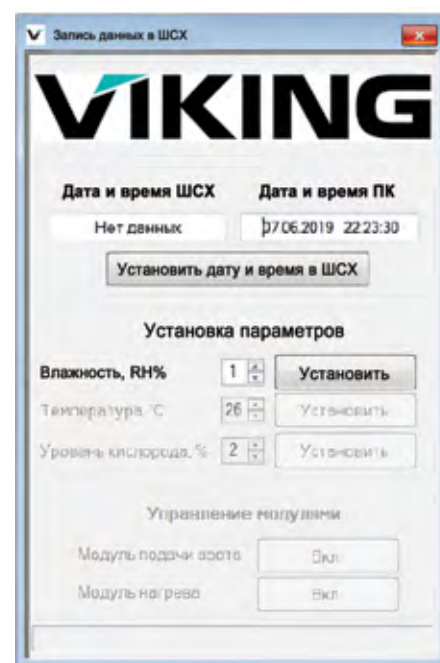 Запись данных в ШСХ
VIKING
Дата и время ШСХ Дата и время ПК
Нет данных 07.06.2019 22:23:30
Установить дату и время в ШСХ
Установка параметров
Влажность, RH% 1 Установить
Температура, °C 26 Установить
Уровень кислорода, % 2 Установить
Управление модулями
Модуль подачи азота Вкл
Модуль нагрева Вкл